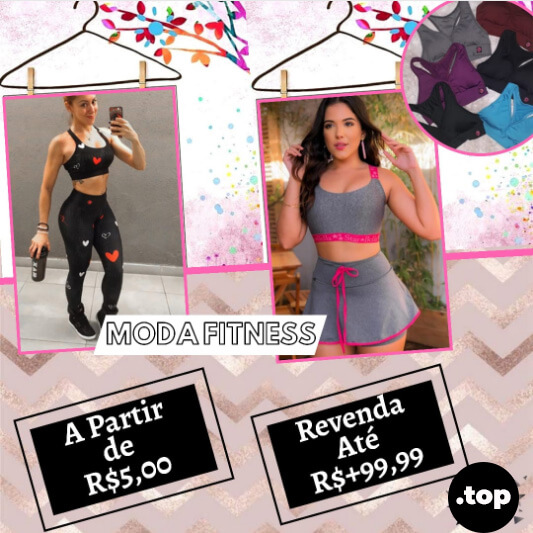 MODA FITNESS
A Partir
de
R$5,00
Revenda
Até
R$+99,99
.top